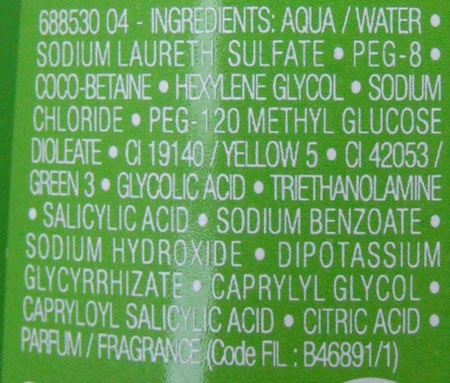 688530 04 - INGREDIENTS: AQUA / WATER •
SODIUM LAURETH SULFATE • PEG-8 •
COCO-BETAINE • HEXYLENE GLYCOL • SODIUM
CHLORIDE • PEG-120 METHYL GLUCOSE
DIOLEATE • CI 19140 / YELLOW 5 • CI 42053 /
GREEN 3 • GLYCOLIC ACID • TRIETHANOLAMINE
• SALICYLIC ACID • SODIUM BENZOATE •
SODIUM HYDROXIDE • DIPOTASSIUM
GLYCYRRHIZATE • CAPRYLYL GLYCOL •
CAPRYLOYL SALICYLIC ACID • CITRIC ACID •
PARFUM / FRAGRANCE (Code FIL : B46891/1)